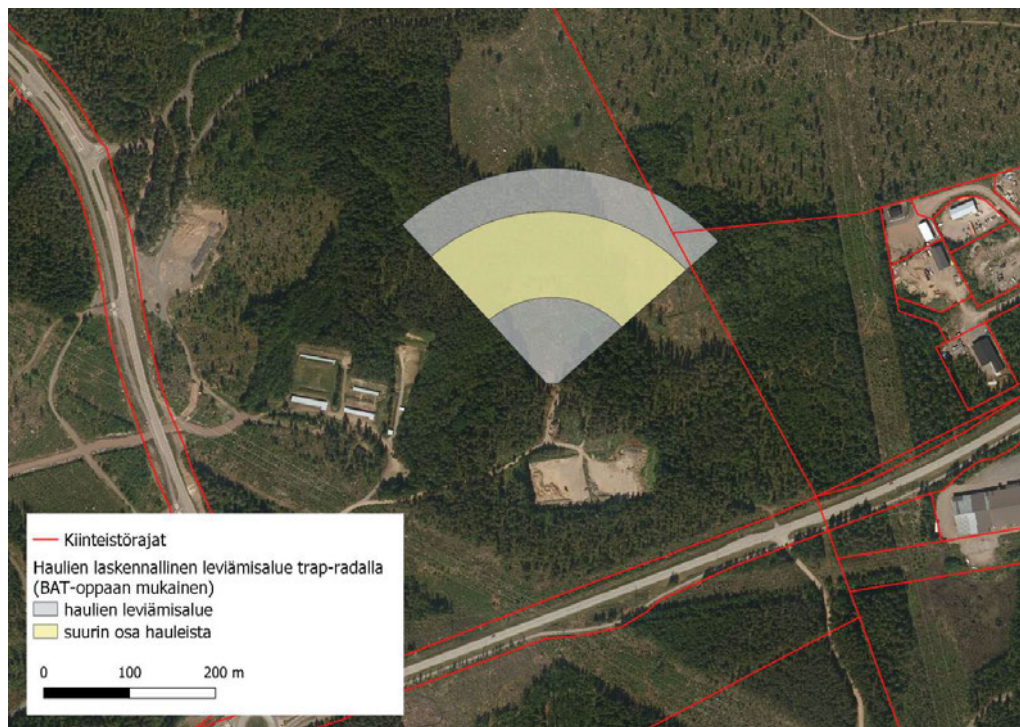 Kiinteistörajat
Haulien laskennallinen leviämisalue trap-radalla
(BAT-oppaan mukainen)
haulien leviämisalue
suurin osa hauleista
0 100 200 m